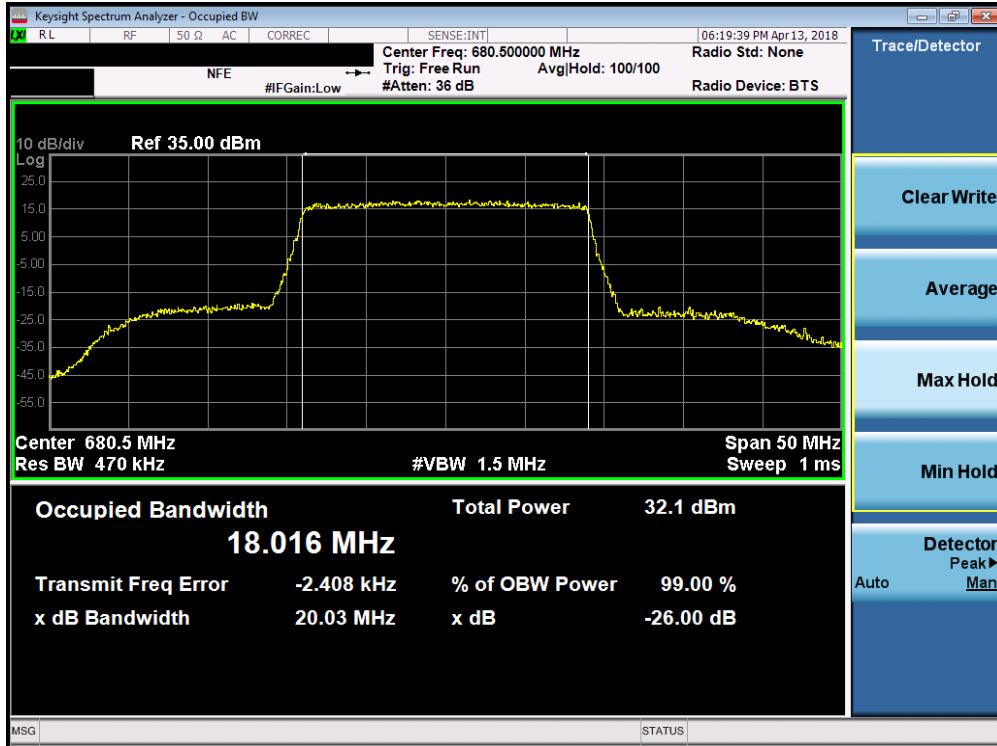 Keysight Spectrum Analyzer - Occupied BW
LXI RL RF 50 Ω AC CORREC SENSE:INT 06:19:39 PM Apr 13, 2018
Center Freq: 680.500000 MHz Radio Std: None
NFE Trig: Free Run Avg|Hold: 100/100
#IFGain:Low #Atten: 36 dB Radio Device: BTS
Trace/Detector
10 dB/div Ref 35.00 dBm
Log
25.0
15.0
5.00
-5.00
-15.0
-25.0
-35.0
-45.0
-55.0
Center 680.5 MHz Span 50 MHz
Res BW 470 kHz #VBW 1.5 MHz Sweep 1 ms
Occupied Bandwidth Total Power 32.1 dBm
18.016 MHz
Transmit Freq Error -2.408 kHz % of OBW Power 99.00 %
x dB Bandwidth 20.03 MHz x dB -26.00 dB
Clear Write
Average
Max Hold
Min Hold
Detector
Peak▶
Auto Man
MSG STATUS